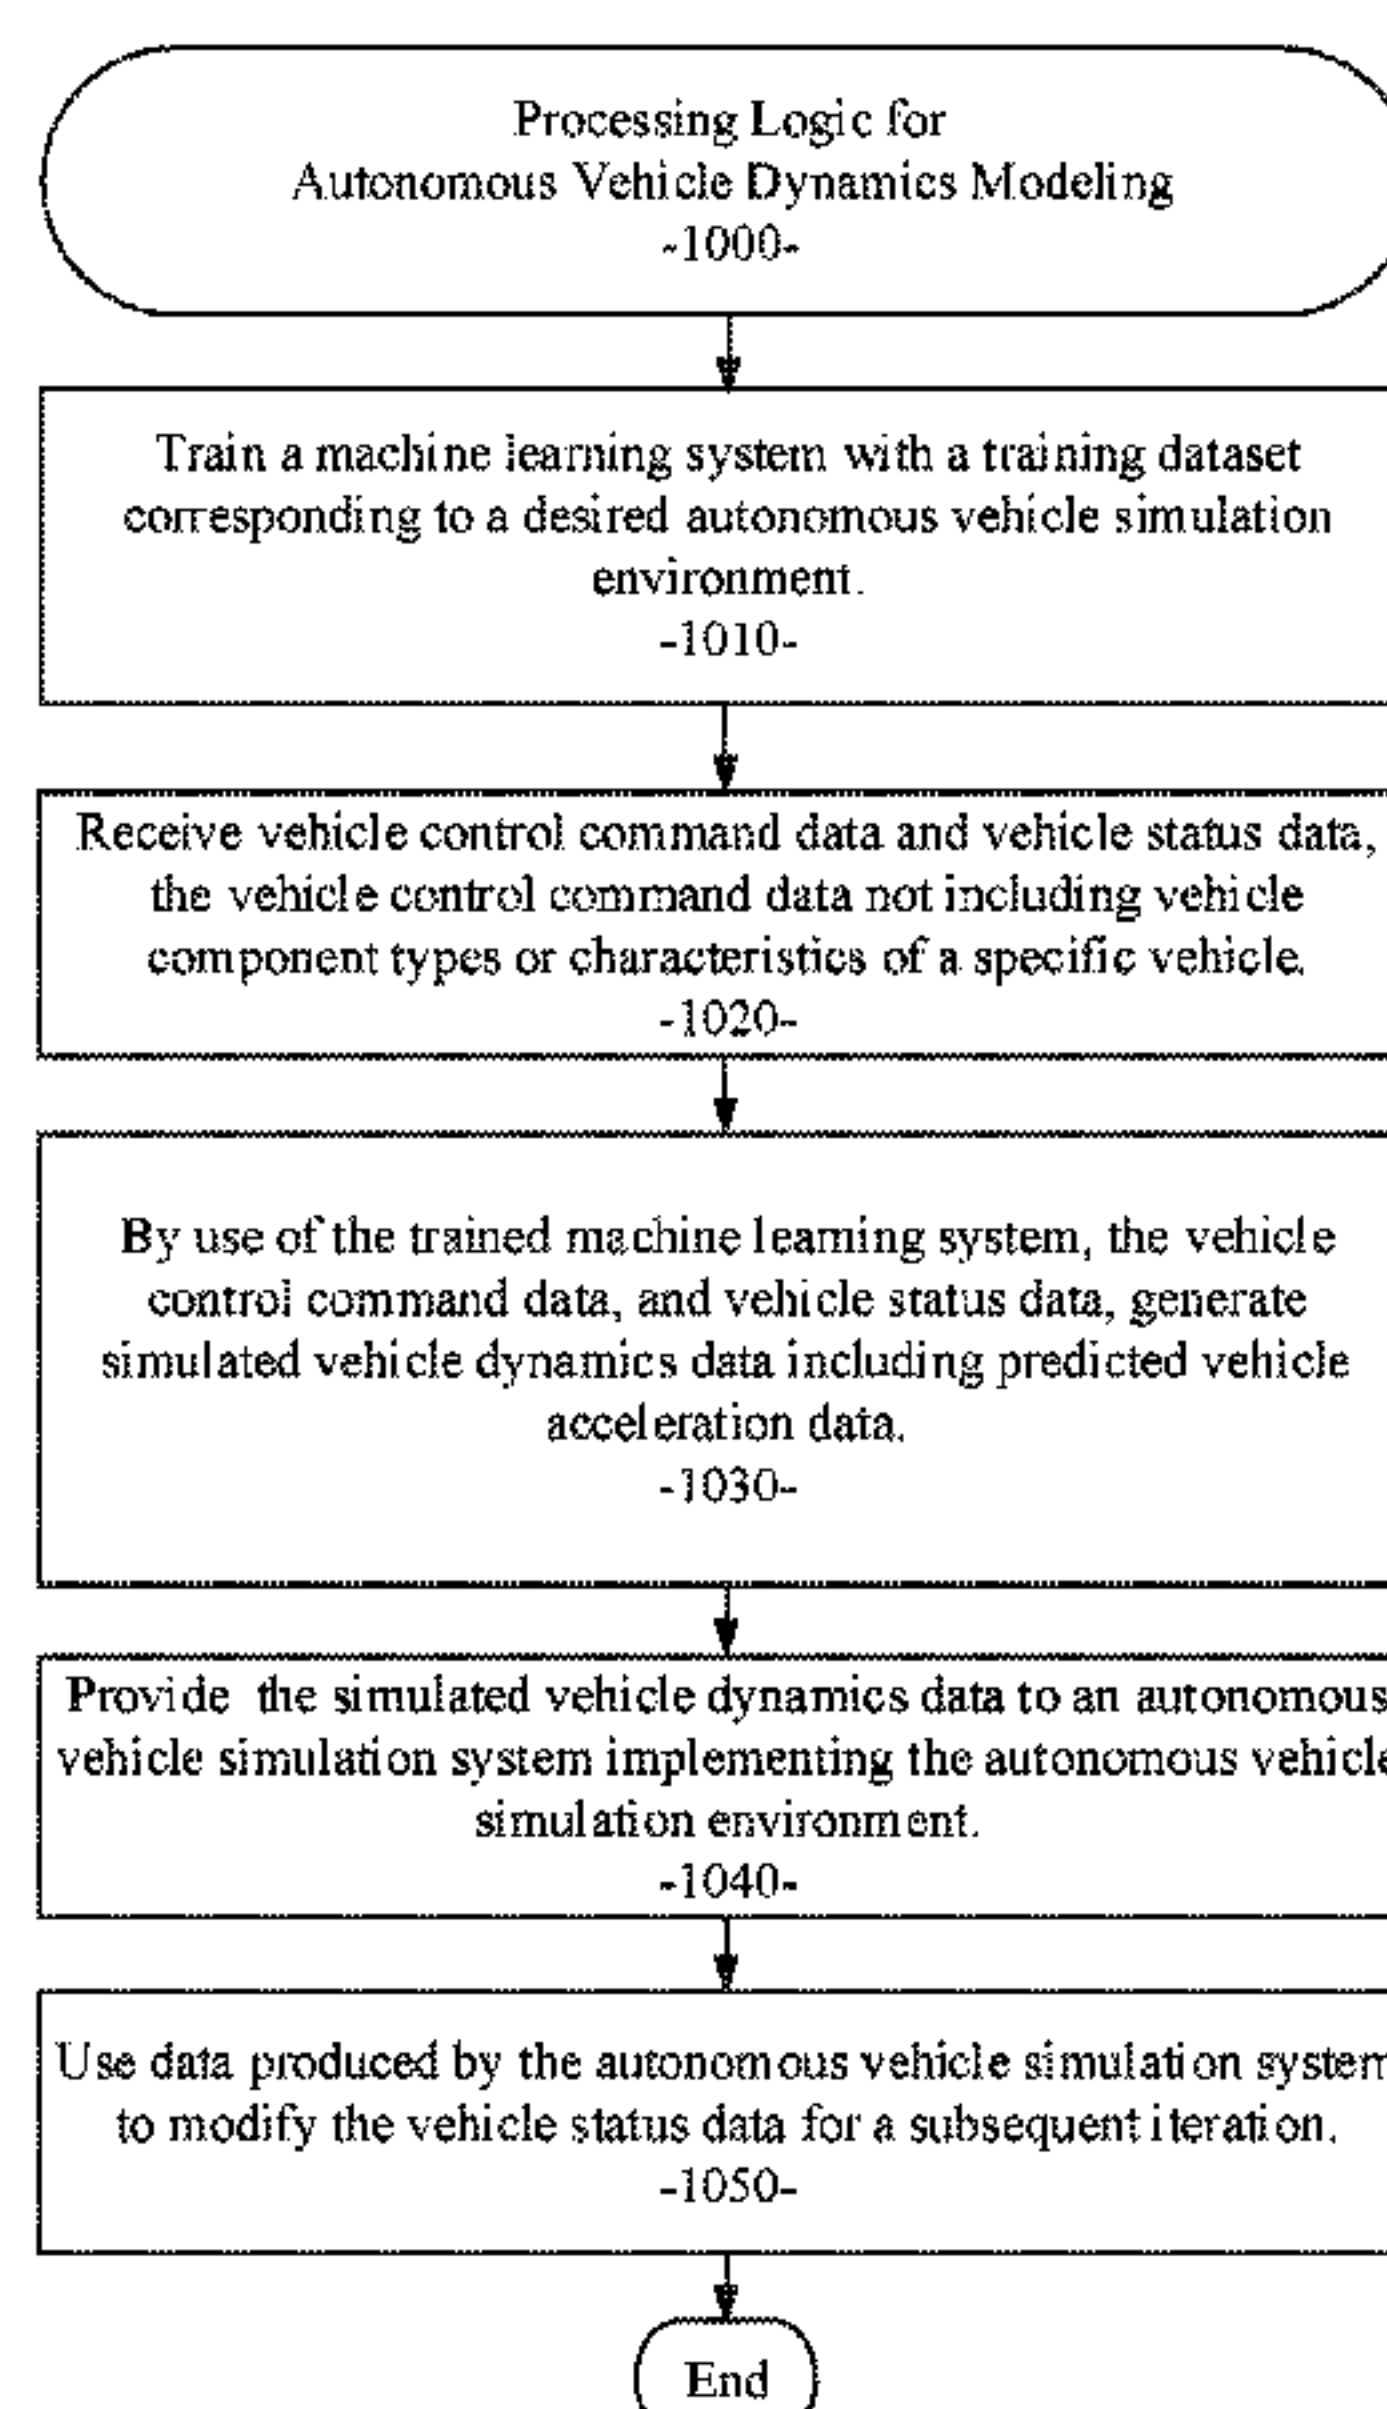 Processing Logic for
Autonomous Vehicle Dynamics Modeling
-1000-
Train a machine learning system with a training dataset
corresponding to a desired autonomous vehicle simulation
environment.
-1010-
Receive vehicle control command data and vehicle status data,
the vehicle control command data not including vehicle
component types or characteristics of a specific vehicle.
-1020-
By use of the trained machine learning system, the vehicle
control command data, and vehicle status data, generate
simulated vehicle dynamics data including predicted vehicle
acceleration data.
-1030-
Provide the simulated vehicle dynamics data to an autonomous
vehicle simulation system implementing the autonomous vehicle
simulation environment.
-1040-
Use data produced by the autonomous vehicle simulation system
to modify the vehicle status data for a subsequent iteration.
-1050-
End